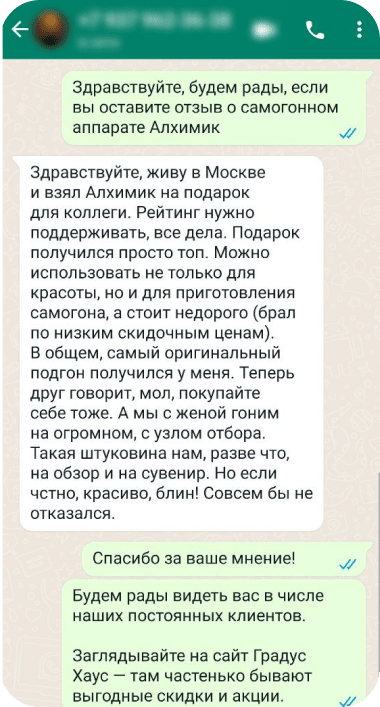 Здравствуйте, будем рады, если
вы оставите отзыв о самогонном
аппарате Алхимик
Здравствуйте, живу в Москве
и взял Алхимик на подарок
для коллеги. Рейтинг нужно
поддерживать, все дела. Подарок
получился просто топ. Можно
использовать не только для
красоты, но и для приготовления
самогона, а стоит недорого (брал
по низким скидочным ценам).
В общем, самый оригинальный
подгон получился у меня. Теперь
друг говорит, мол, покупайте
себе тоже. А мы с женой гоним
на огромном, с узлом отбора.
Такая штуковина нам, разве что,
на обзор и на сувенир. Но если
чстно, красиво, блин! Совсем бы не
отказался.
Спасибо за ваше мнение!
Будем рады видеть вас в числе
наших постоянных клиентов.
Заглядывайте на сайт Градус
Хаус — там частенько бывают
выгодные скидки и акции.